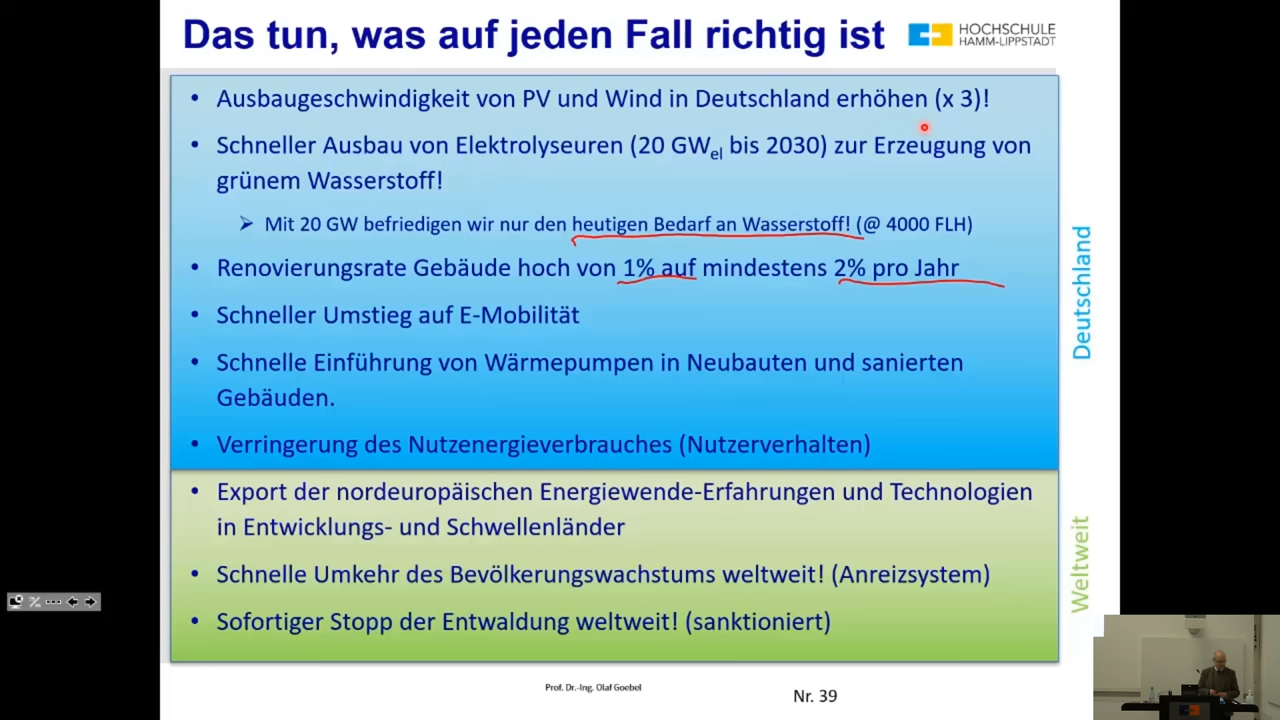 Das tun, was auf jeden Fall richtig ist
HOCHSCHULE
HAMM-LIPPSTADT
• Ausbaugeschwindigkeit von PV und Wind in Deutschland erhöhen (x 3)!
• Schneller Ausbau von Elektrolyseuren (20 GWel bis 2030) zur Erzeugung von
grünem Wasserstoff!
➢ Mit 20 GW befriedigen wir nur den heutigen Bedarf an Wasserstoff! (@ 4000 FLH)
• Renovierungsrate Gebäude hoch von 1% auf mindestens 2% pro Jahr
• Schneller Umstieg auf E-Mobilität
• Schnelle Einführung von Wärmepumpen in Neubauten und sanierten
Gebäuden.
• Verringerung des Nutzenergieverbrauches (Nutzerverhalten)
Deutschland
• Export der nordeuropäischen Energiewende-Erfahrungen und Technologien
in Entwicklungs- und Schwellenländer
• Schnelle Umkehr des Bevölkerungswachstums weltweit! (Anreizsystem)
• Sofortiger Stopp der Entwaldung weltweit! (sanktioniert)
Weltweit
Prof. Dr.-Ing. Olaf Goebel
Nr. 39